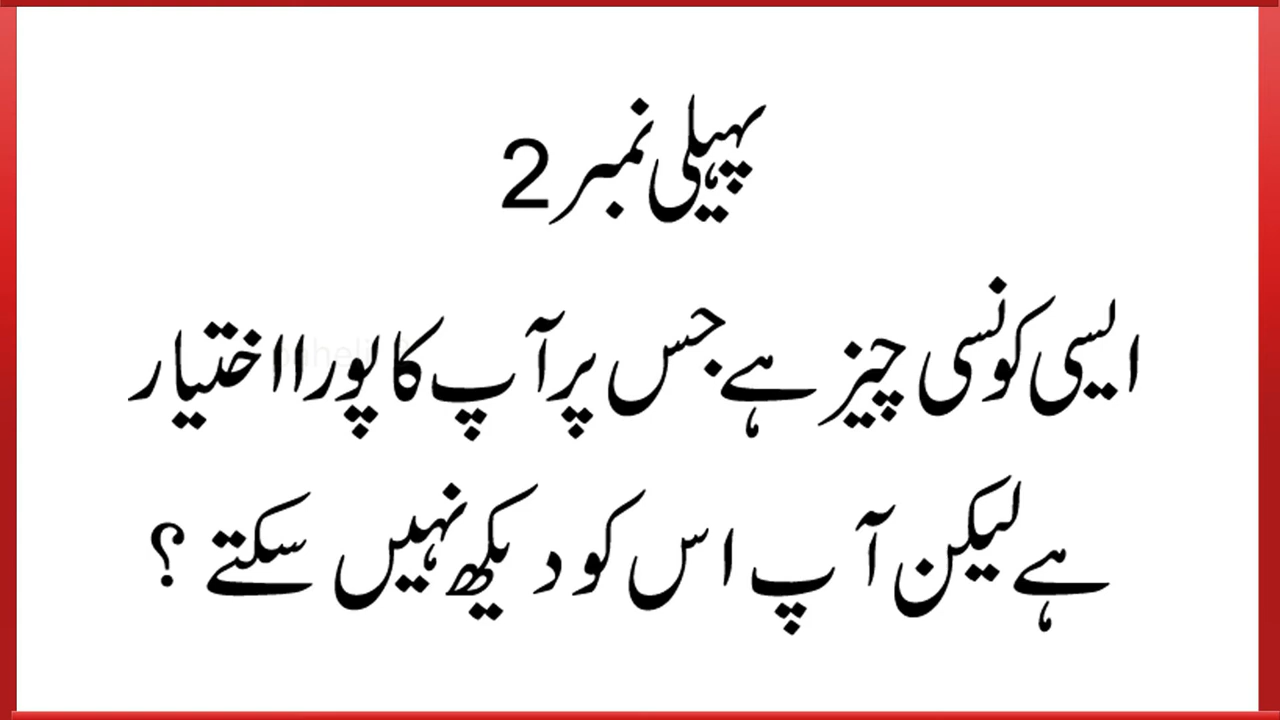 پہیلی نمبر 2
ایسی کونسی چیز ہے جس پر آپ کا پورا اختیار
ہے لیکن آپ اس کو دیکھ نہیں سکتے ؟